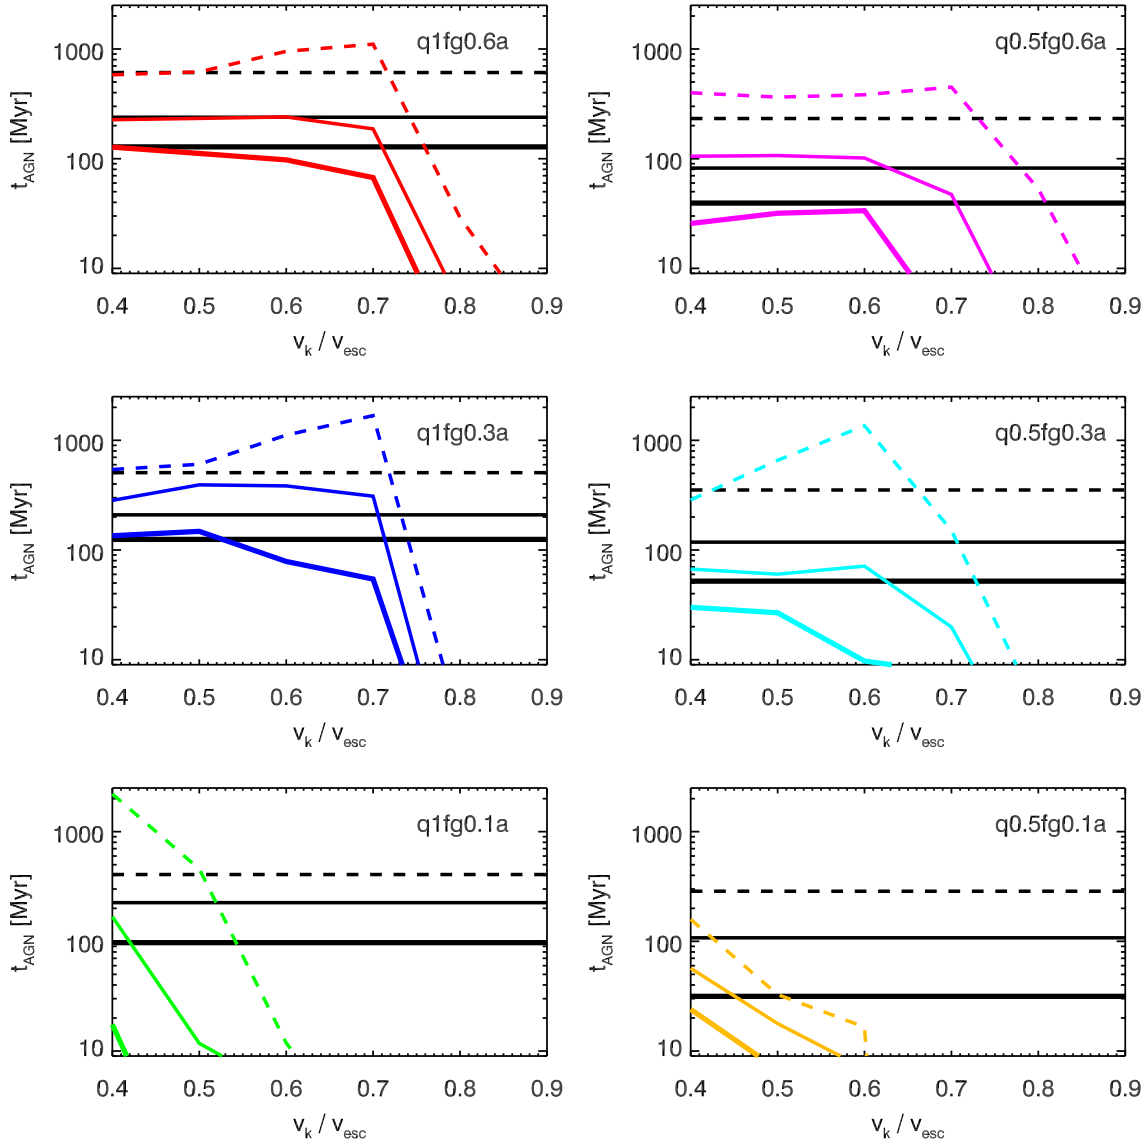 q1fg0.6a
1000
100
10
t_AGN [Myr]
0.4 0.5 0.6 0.7 0.8 0.9
v_k / v_esc
q0.5fg0.6a
1000
100
10
t_AGN [Myr]
0.4 0.5 0.6 0.7 0.8 0.9
v_k / v_esc
q1fg0.3a
1000
100
10
t_AGN [Myr]
0.4 0.5 0.6 0.7 0.8 0.9
v_k / v_esc
q0.5fg0.3a
1000
100
10
t_AGN [Myr]
0.4 0.5 0.6 0.7 0.8 0.9
v_k / v_esc
q1fg0.1a
1000
100
10
t_AGN [Myr]
0.4 0.5 0.6 0.7 0.8 0.9
v_k / v_esc
q0.5fg0.1a
1000
100
10
t_AGN [Myr]
0.4 0.5 0.6 0.7 0.8 0.9
v_k / v_esc